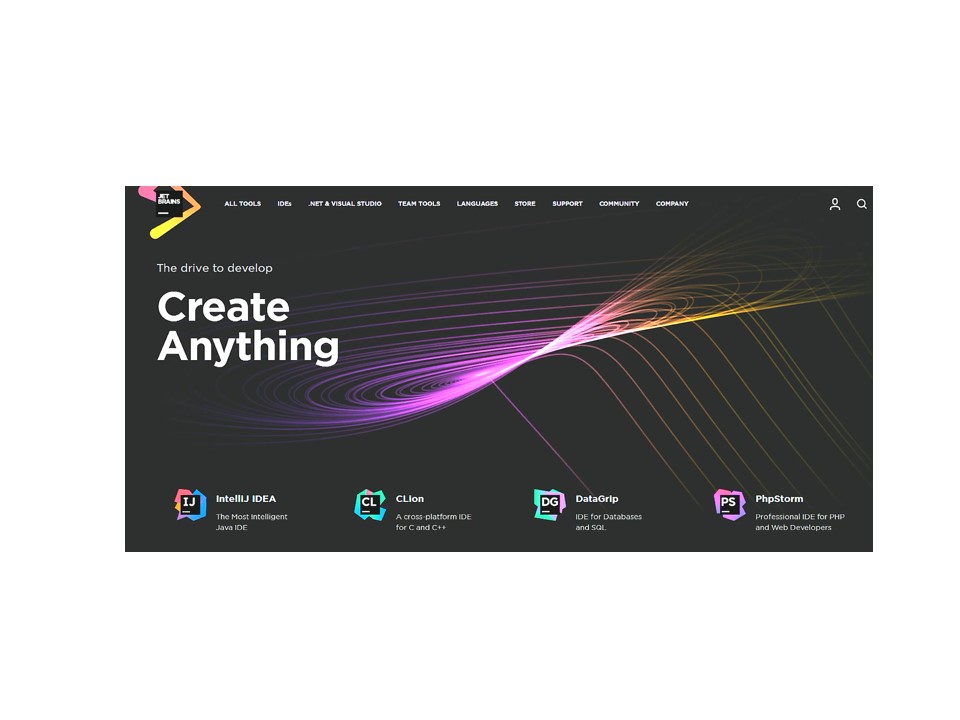 JET
BRAINS
ALL TOOLS IDEs .NET & VISUAL STUDIO TEAM TOOLS LANGUAGES STORE SUPPORT COMMUNITY COMPANY
The drive to develop
Create
Anything
IJ IntelliJ IDEA
The Most Intelligent
Java IDE
CL CLion
A cross-platform IDE
for C and C++
DG DataGrip
IDE for Databases
and SQL
PS PhpStorm
Professional IDE for PHP
and Web Developers